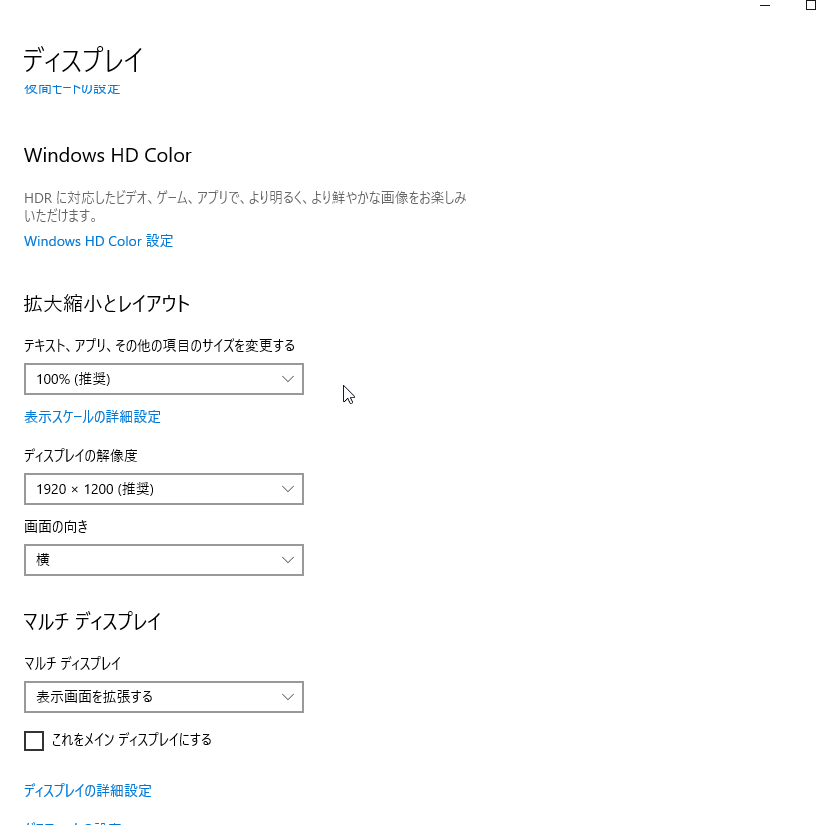 ディスプレイ
夜間モードの設定
Windows HD Color
HDR に対応したビデオ、ゲーム、アプリで、より明るく、より鮮やかな画像をお楽しみ
いただけます。
Windows HD Color 設定
拡大縮小とレイアウト
テキスト、アプリ、その他の項目のサイズを変更する
100% (推奨)
表示スケールの詳細設定
ディスプレイの解像度
1920 × 1200 (推奨)
画面の向き
横
マルチ ディスプレイ
マルチ ディスプレイ
表示画面を拡張する
これをメイン ディスプレイにする
ディスプレイの詳細設定